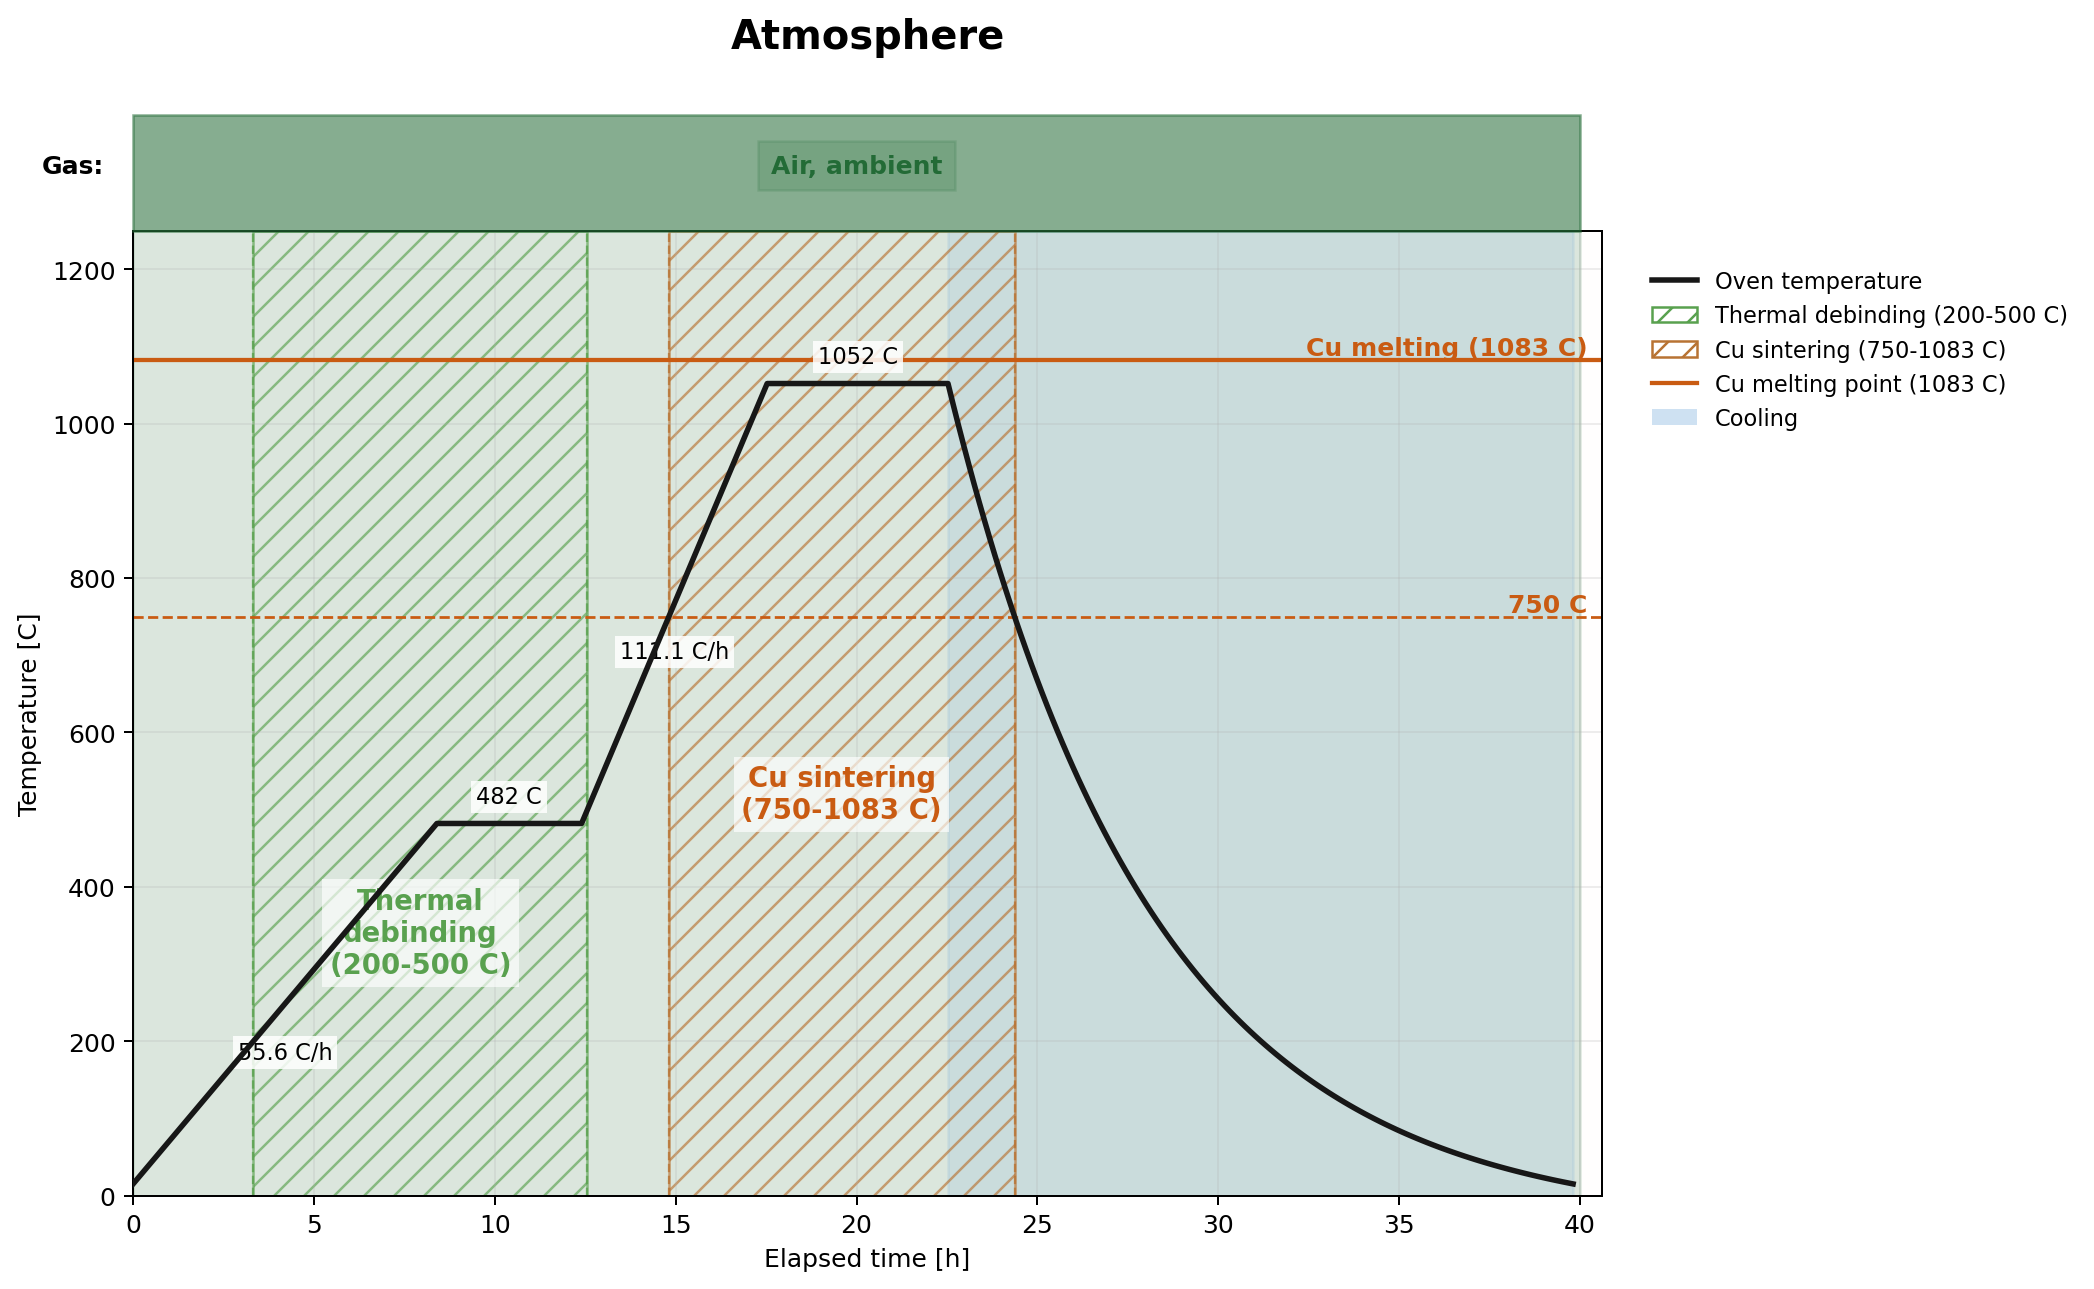 Atmosphere
Gas:
Air, ambient
1200
1000
800
600
400
200
0
Temperature [C]
Cu melting (1083 C)
1052 C
750 C
111.1 C/h
482 C
Cu sintering
(750-1083 C)
Thermal
debinding
(200-500 C)
55.6 C/h
0
5
10
15
20
25
30
35
40
Elapsed time [h]
Oven temperature
Thermal debinding (200-500 C)
Cu sintering (750-1083 C)
Cu melting point (1083 C)
Cooling